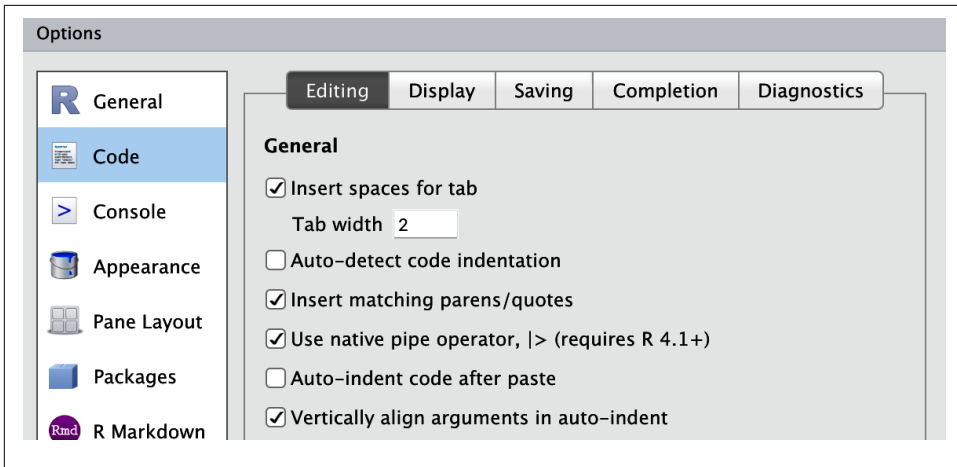 Options
R General
Code
> Console
Appearance
Pane Layout
Packages
Rmd R Markdown
Editing Display Saving Completion Diagnostics
General
Insert spaces for tab
Tab width 2
Auto-detect code indentation
Insert matching parens/quotes
Use native pipe operator, |> (requires R 4.1+)
Auto-indent code after paste
Vertically align arguments in auto-indent